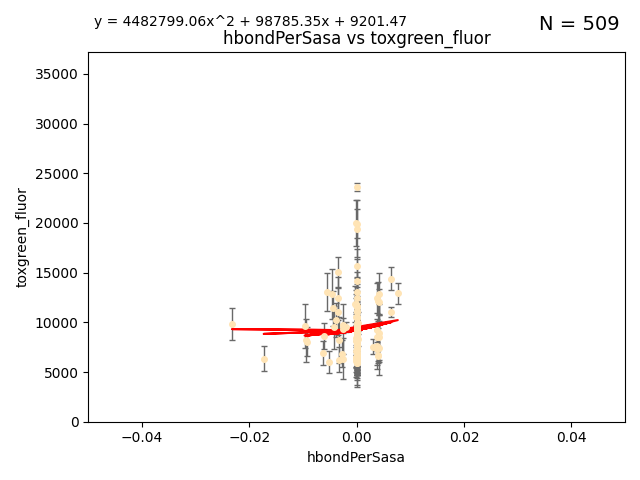 y = 4482799.06x^2 + 98785.35x + 9201.47
N = 509
hbondPerSasa vs toxgreen_fluor
35000
30000
25000
20000
15000
10000
5000
0
toxgreen_fluor
−0.04
−0.02
0.00
0.02
0.04
hbondPerSasa